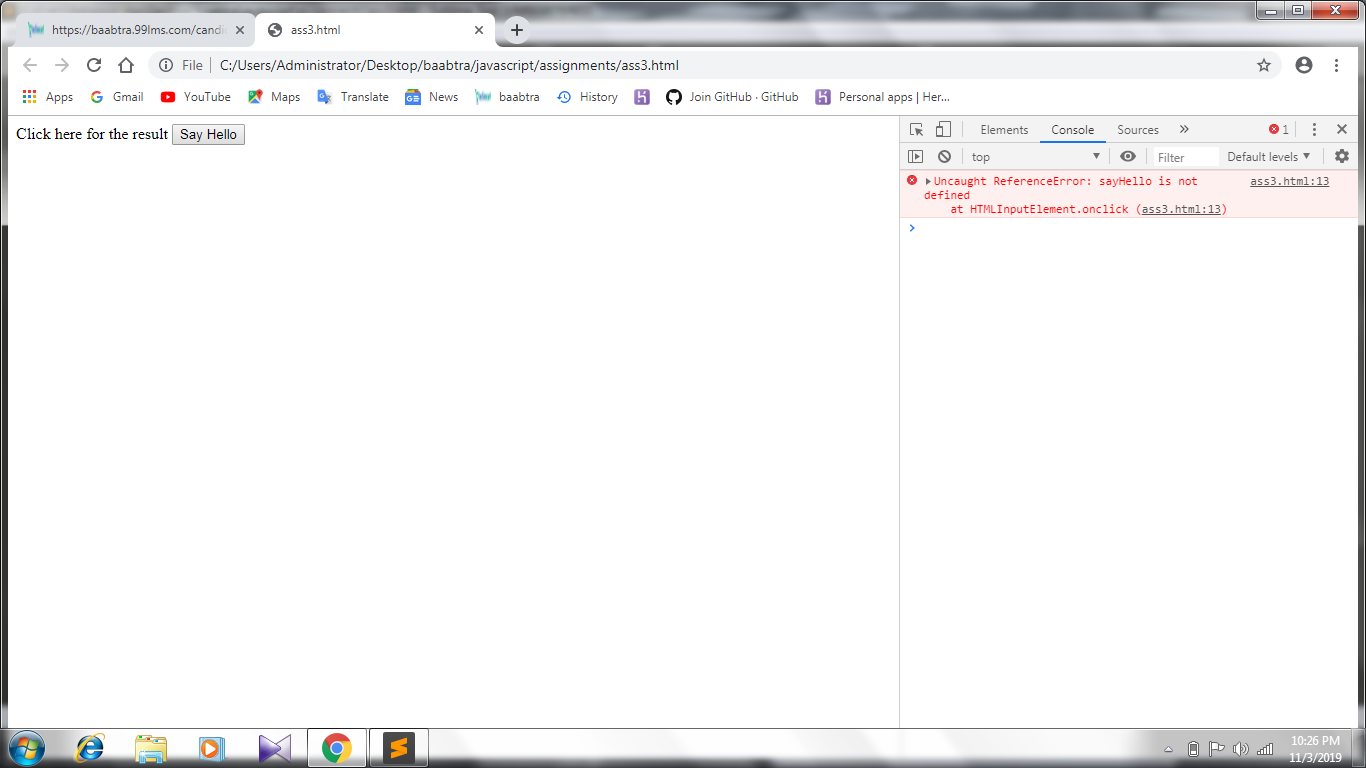 https://baabtra.99lms.com/candi
ass3.html
File
C:/Users/Administrator/Desktop/baabtra/javascript/assignments/ass3.html
Apps Gmail YouTube Maps Translate News baabtra History Join GitHub · GitHub Personal apps | Her...
Click here for the result Say Hello
Elements Console Sources » 1
top Filter Default levels
Uncaught ReferenceError: sayHello is not ass3.html:13
defined
at HTMLInputElement.onclick (ass3.html:13)
10:26 PM
11/3/2019